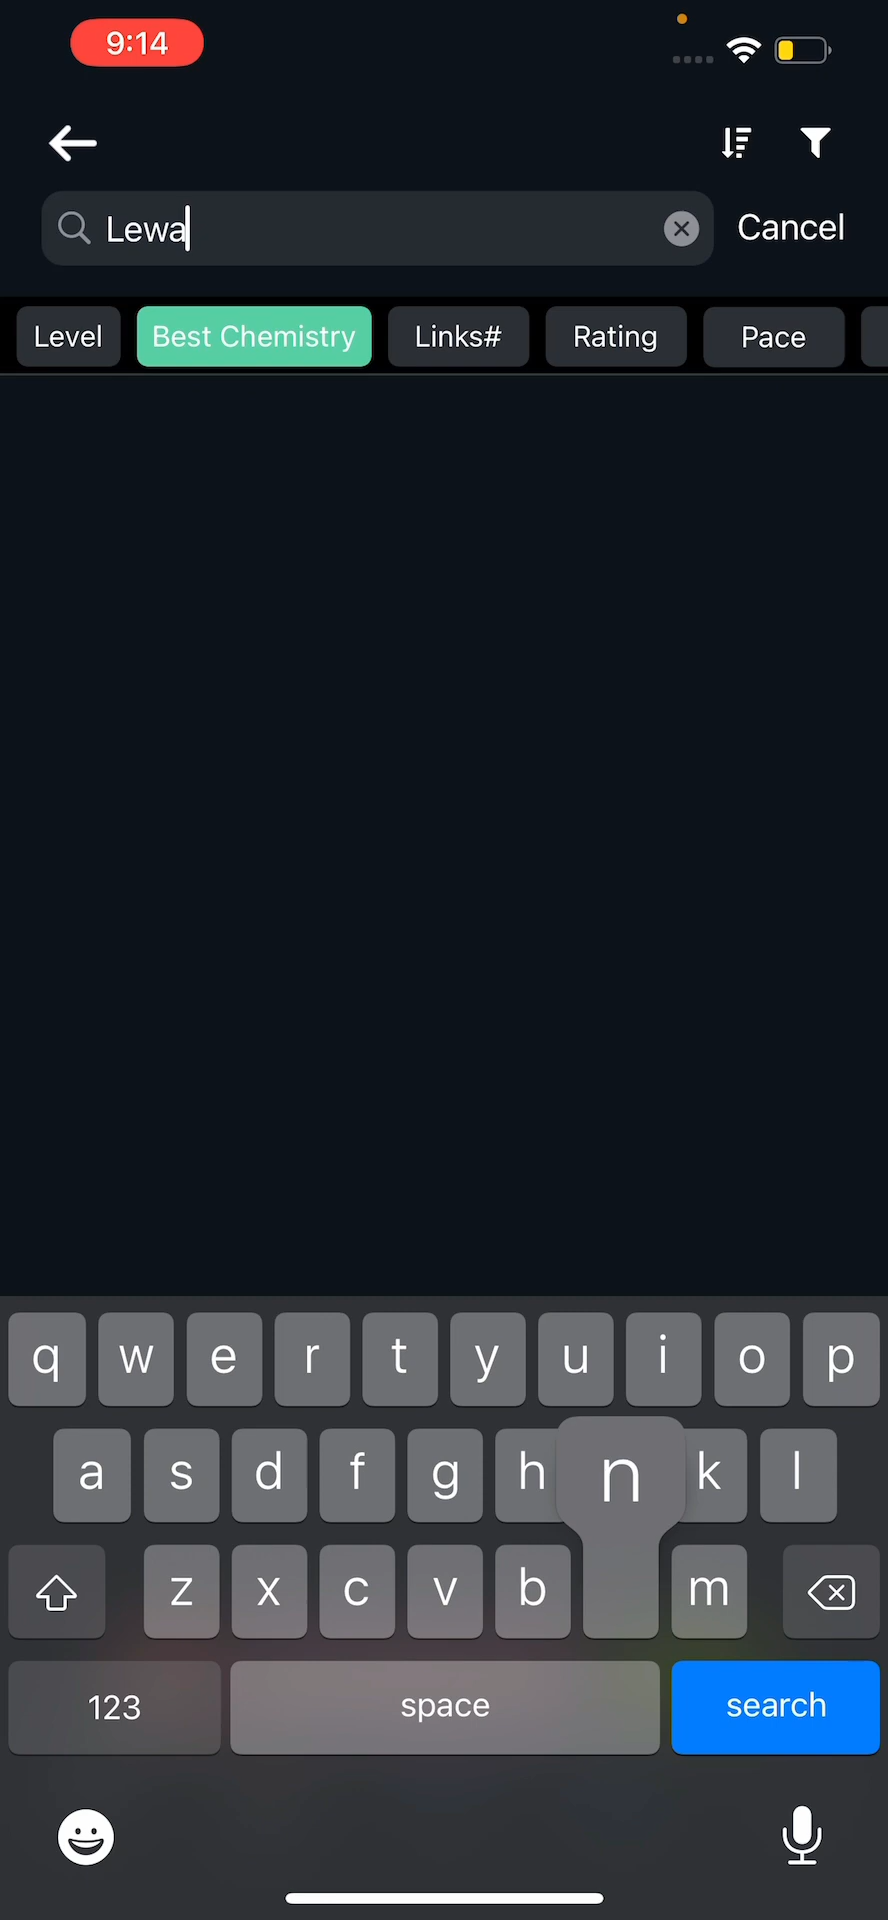 9:14
Lewa
Cancel
Level Best Chemistry Links# Rating Pace
q w e r t y u i o p
a s d f g h n k l
z x c v b m
123 space search